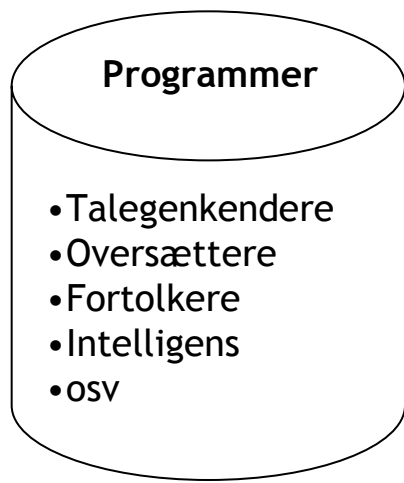 Programmer
•Talegenkendere
•Oversættere
•Fortolkere
•Intelligens
•osv